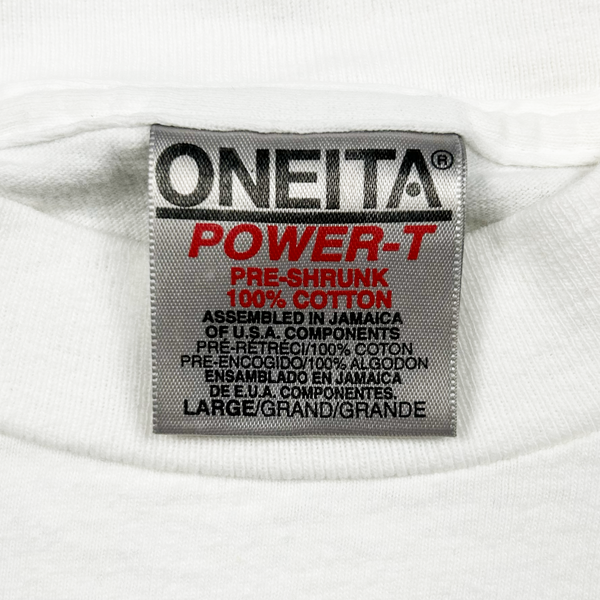 ONEITA®
POWER-T
PRE-SHRUNK
100% COTTON
ASSEMBLED IN JAMAICA
OF U.S.A. COMPONENTS
PRÉ-RÉTRÉCI/100% COTON
PRE-ENCOGIDO/100% ALGODON
ENSAMBLADO EN JAMAICA
DE E.U.A. COMPONENTES.
LARGE/GRAND/GRANDE